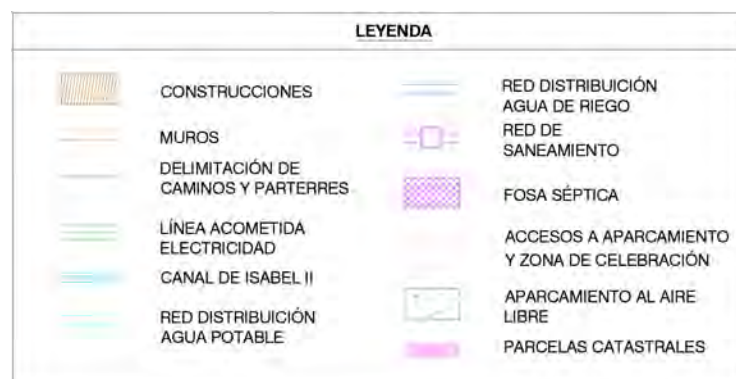 LEYENDA
CONSTRUCCIONES
MUROS
DELIMITACIÓN DE
CAMINOS Y PARTERRES
LÍNEA ACOMETIDA
ELECTRICIDAD
CANAL DE ISABEL II
RED DISTRIBUICIÓN
AGUA POTABLE
RED DISTRIBUICIÓN
AGUA DE RIEGO
RED DE
SANEAMIENTO
FOSA SÉPTICA
ACCESOS A APARCAMIENTO
Y ZONA DE CELEBRACIÓN
APARCAMIENTO AL AIRE
LIBRE
PARCELAS CATASTRALES